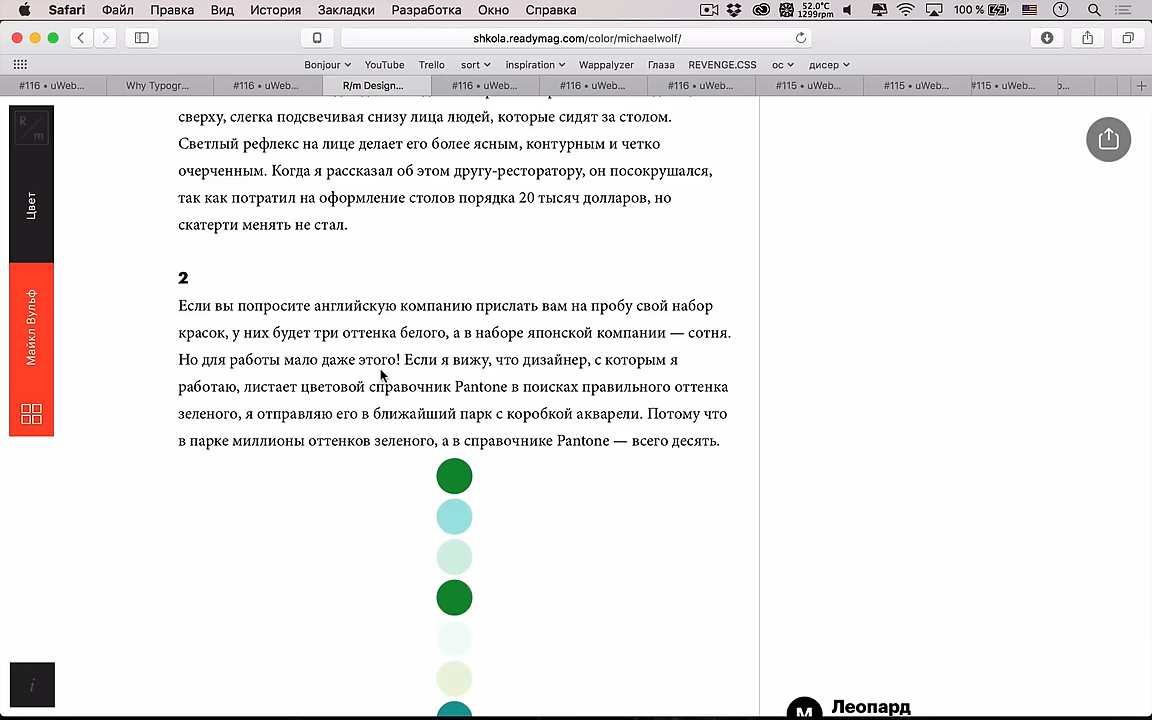 Safari Файл Правка Вид История Закладки Разработка Окно Справка 52.0°C 1299rpm 100 %
shkola.readymag.com/color/michaelwolf/
Bonjour YouTube Trello sort inspiration Wappalyzer Глаза REVENGE.CSS ос дисер
#116 • uWeb... Why Typogr... #116 • uWeb... R/m Design... #116 • uWeb... #116 • uWeb... #116 • uWeb... #115 • uWeb... #115 • uWeb... #115 • uWeb...
R/m
Цвет
Майкл Вульф
i
сверху, слегка подсвечивая снизу лица людей, которые сидят за столом.
Светлый рефлекс на лице делает его более ясным, контурным и четко
очерченным. Когда я рассказал об этом другу-ресторатору, он посокрушался,
так как потратил на оформление столов порядка 20 тысяч долларов, но
скатерти менять не стал.
2
Если вы попросите английскую компанию прислать вам на пробу свой набор
красок, у них будет три оттенка белого, а в наборе японской компании — сотня.
Но для работы мало даже этого! Если я вижу, что дизайнер, с которым я
работаю, листает цветовой справочник Pantone в поисках правильного оттенка
зеленого, я отправляю его в ближайший парк с коробкой акварели. Потому что
в парке миллионы оттенков зеленого, а в справочнике Pantone — всего десять.
М Леопард